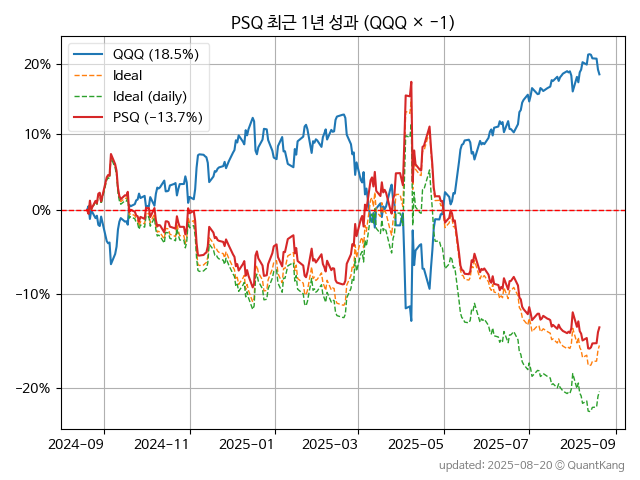 PSQ 최근 1년 성과 (QQQ × −1)
QQQ (18.5%)
Ideal
Ideal (daily)
PSQ (−13.7%)
20%
10%
0%
−10%
−20%
2024-09 2024-11 2025-01 2025-03 2025-05 2025-07 2025-09
updated: 2025-08-20 © QuantKang